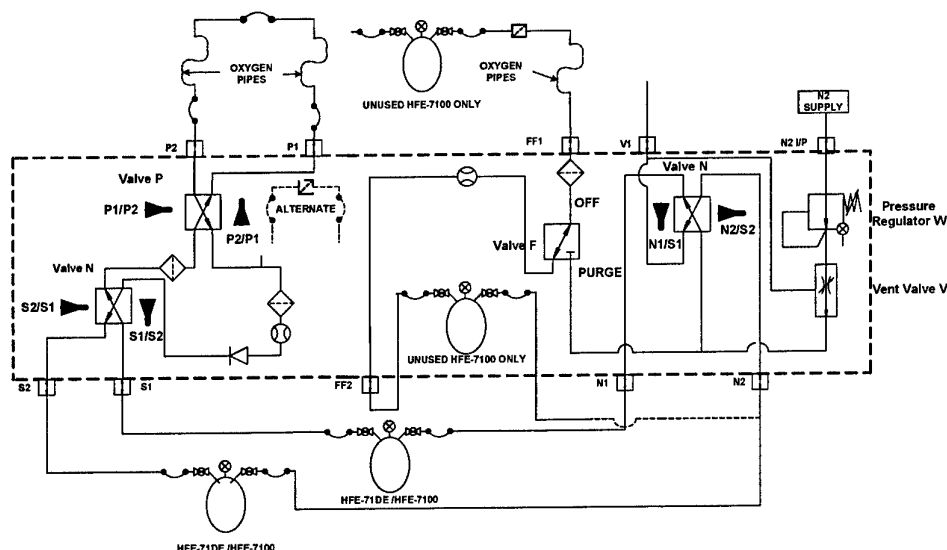 OXYGEN
PIPES
UNUSED HFE-7100 ONLY
OXYGEN
PIPES
N2
SUPPLY
P2
P1
FF1
V1
N2 I/P
Valve P
P1/P2
P2/P1
ALTERNATE
OFF
Valve F
PURGE
Valve N
N1/S1
N2/S2
Pressure
Regulator W
Vent Valve V
Valve N
S2/S1
S1/S2
UNUSED HFE-7100 ONLY
S2
S1
FF2
N1
N2
HFE-71DE /HFE-7100
HFE-71DE /HFE-7100